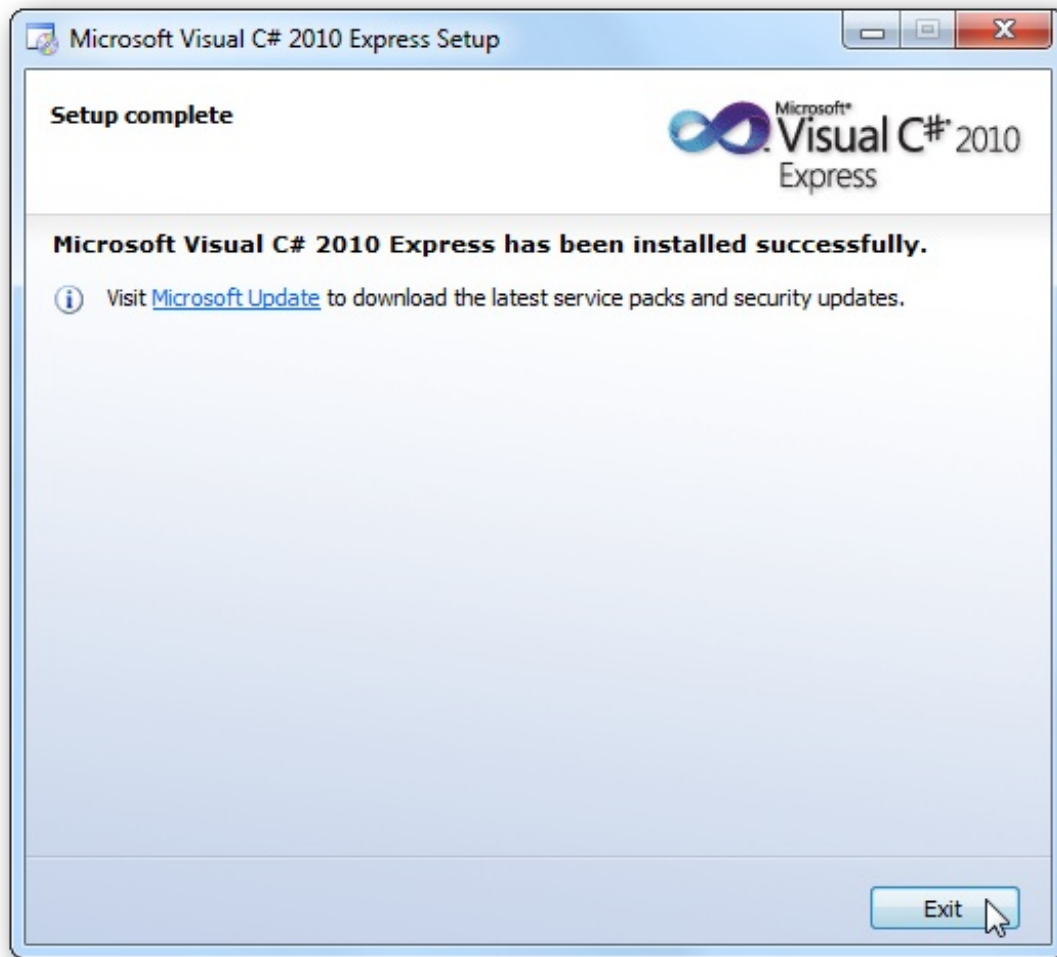 Microsoft Visual C# 2010 Express Setup
Setup complete
Microsoft®
Visual C#® 2010
Express
Microsoft Visual C# 2010 Express has been installed successfully.
Visit Microsoft Update to download the latest service packs and security updates.
Exit